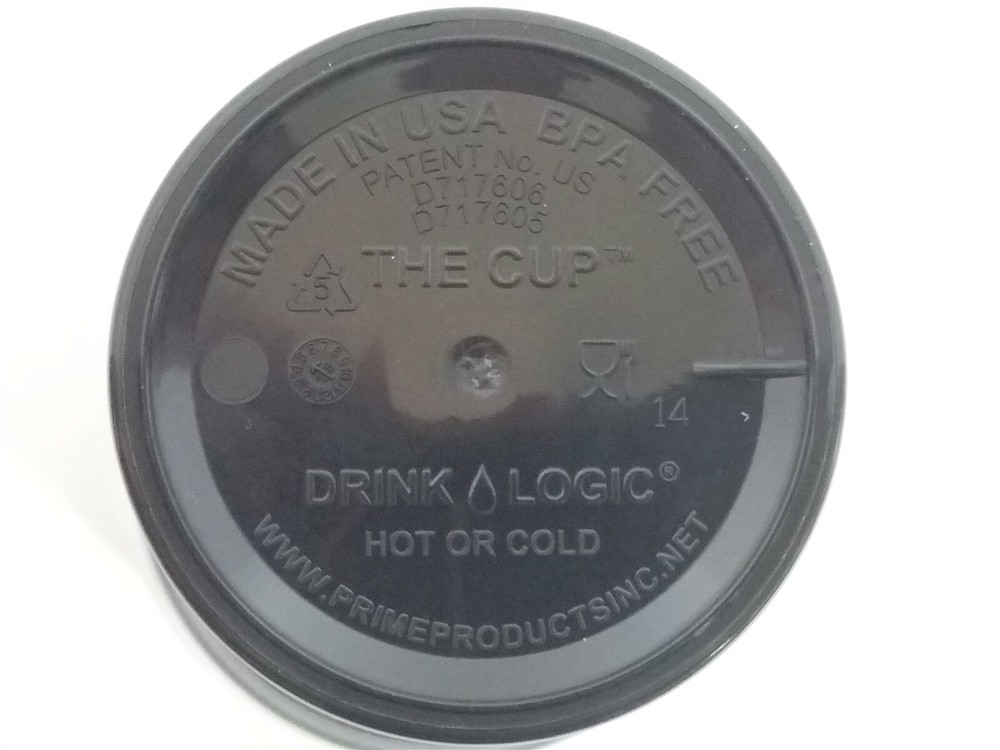 MADE IN USA BPA FREE
PATENT No. US
D717606
D717605
THE CUP™
5
14
DRINK LOGIC®
HOT OR COLD
WWW.PRIMEPRODUCTSINC.NET